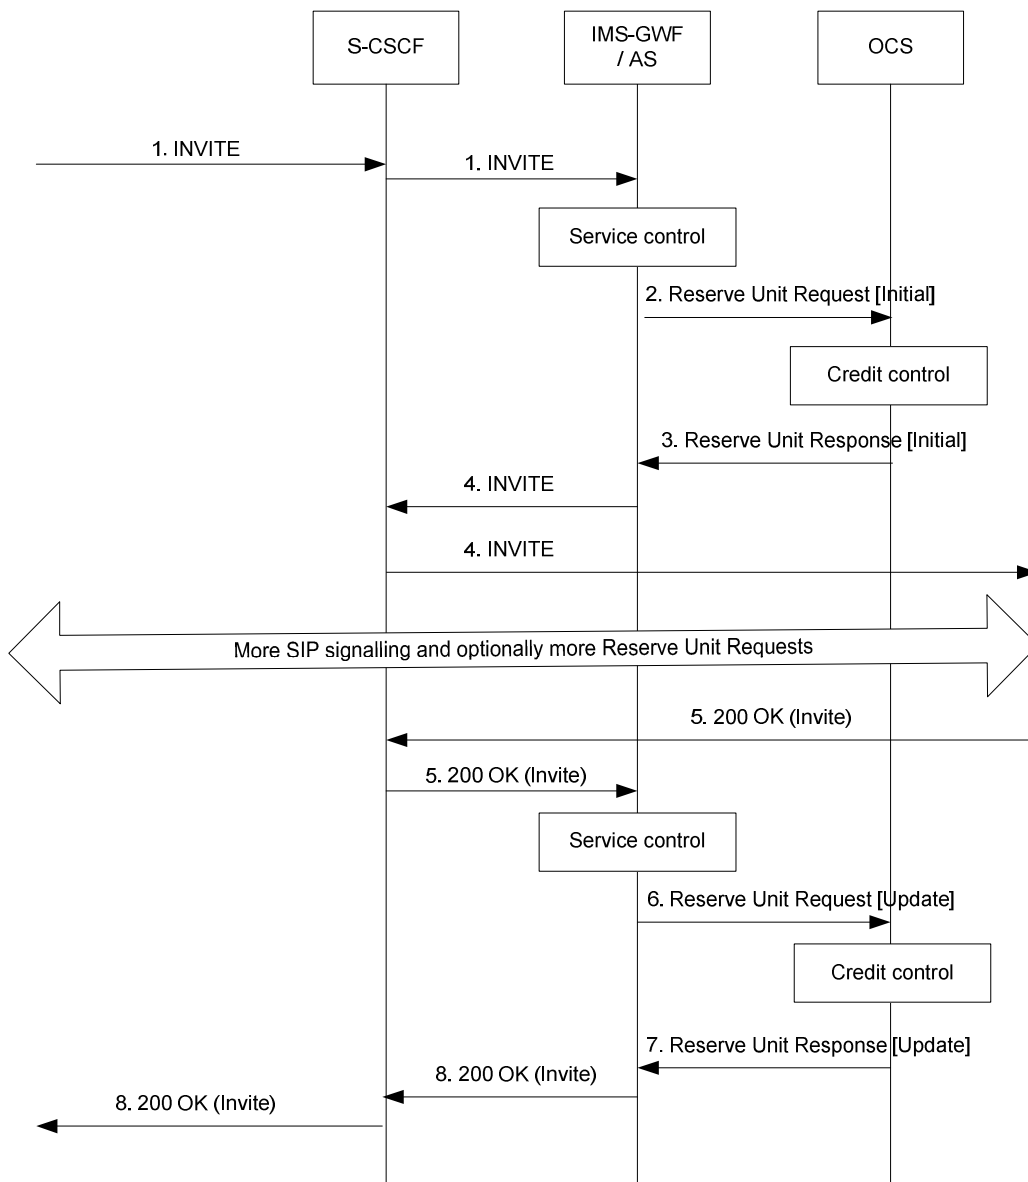 S-CSCF
IMS-GWF
/ AS
OCS
1. INVITE
1. INVITE
Service control
2. Reserve Unit Request [Initial]
Credit control
3. Reserve Unit Response [Initial]
4. INVITE
4. INVITE
More SIP signalling and optionally more Reserve Unit Requests
5. 200 OK (Invite)
5. 200 OK (Invite)
Service control
6. Reserve Unit Request [Update]
Credit control
7. Reserve Unit Response [Update]
8. 200 OK (Invite)
8. 200 OK (Invite)